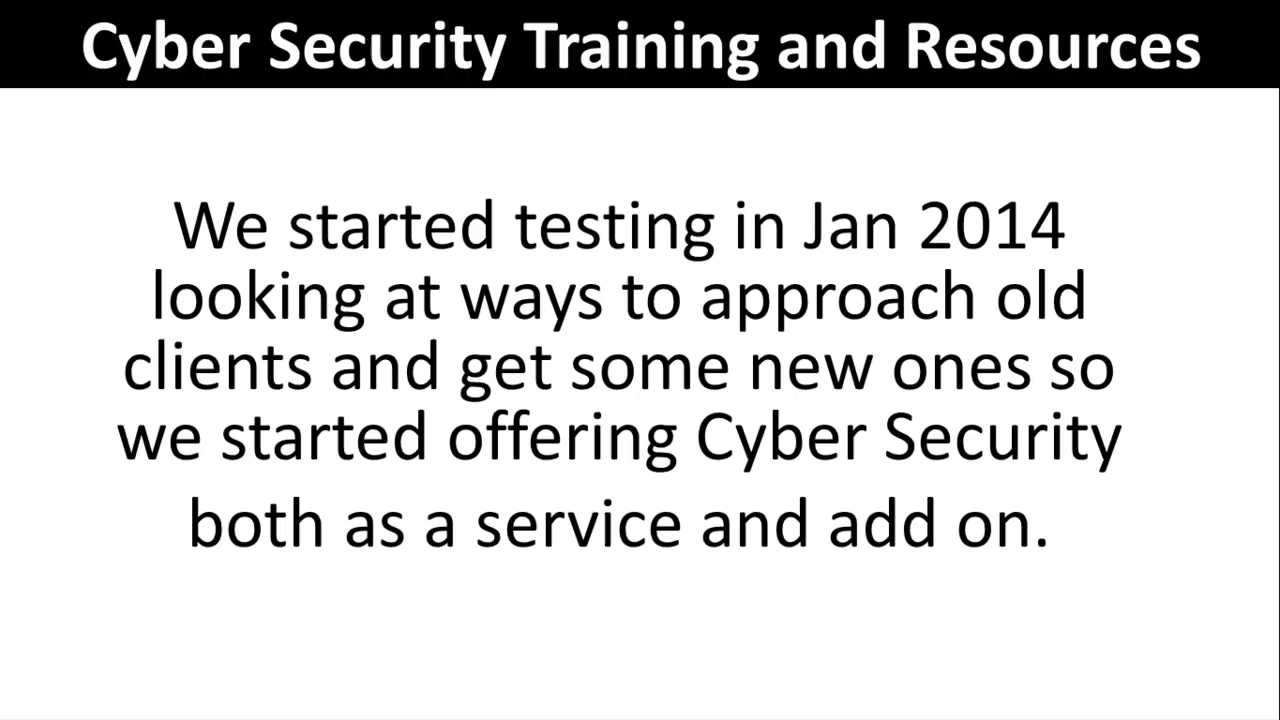 Cyber Security Training and Resources
We started testing in Jan 2014
looking at ways to approach old
clients and get some new ones so
we started offering Cyber Security
both as a service and add on.